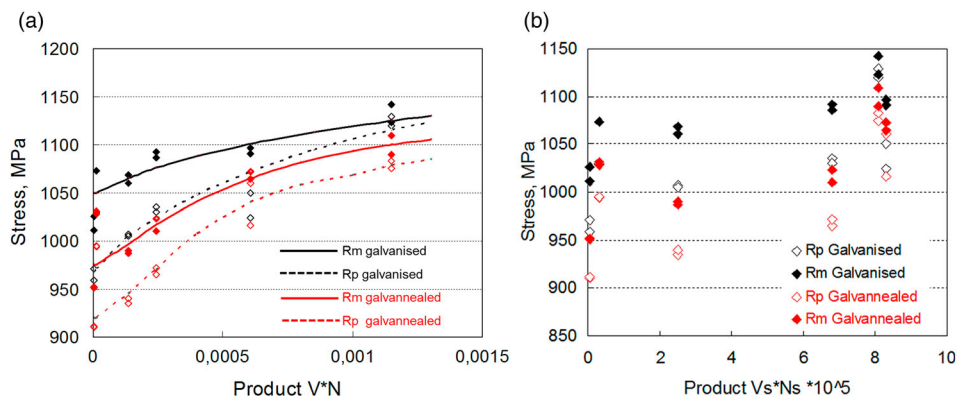 (a)
1200
1150
1100
1050
1000
950
900
Stress, MPa
Rm galvanised
Rp galvanised
Rm galvannealed
Rp galvannealed
0
0,0005
0,001
0,0015
Product V*N
(b)
1150
1100
1050
1000
950
900
850
Stress, MPa
Rp Galvanised
Rm Galvanised
Rp Galvannealed
Rm Galvannealed
0
2
4
6
8
10
Product Vs*Ns *10^5